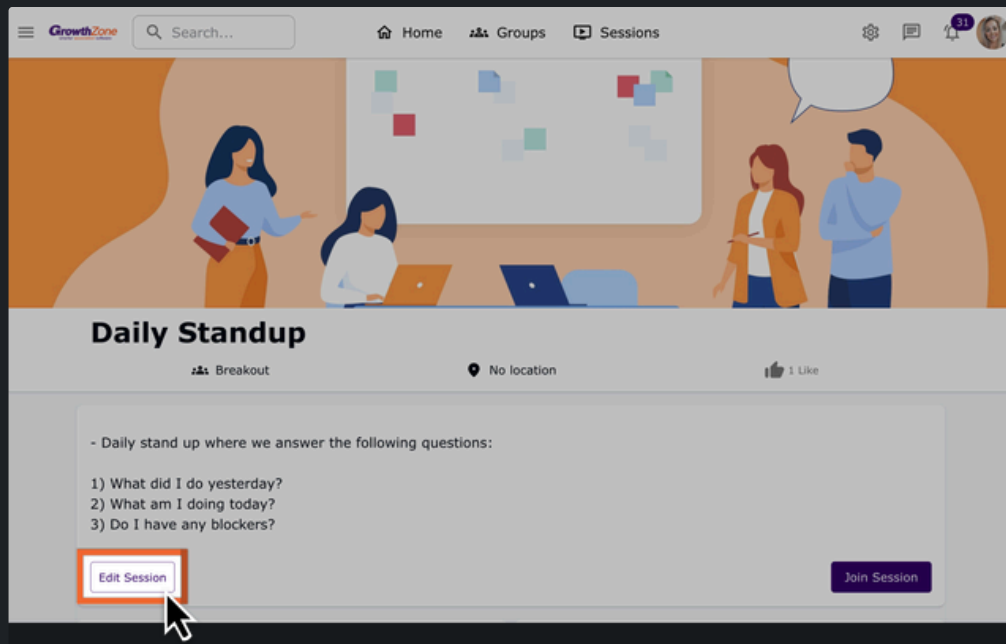 GrowthZone
Search...
Home
Groups
Sessions
31
Daily Standup
Breakout
No location
1 Like
- Daily stand up where we answer the following questions:
1) What did I do yesterday?
2) What am I doing today?
3) Do I have any blockers?
Edit Session
Join Session